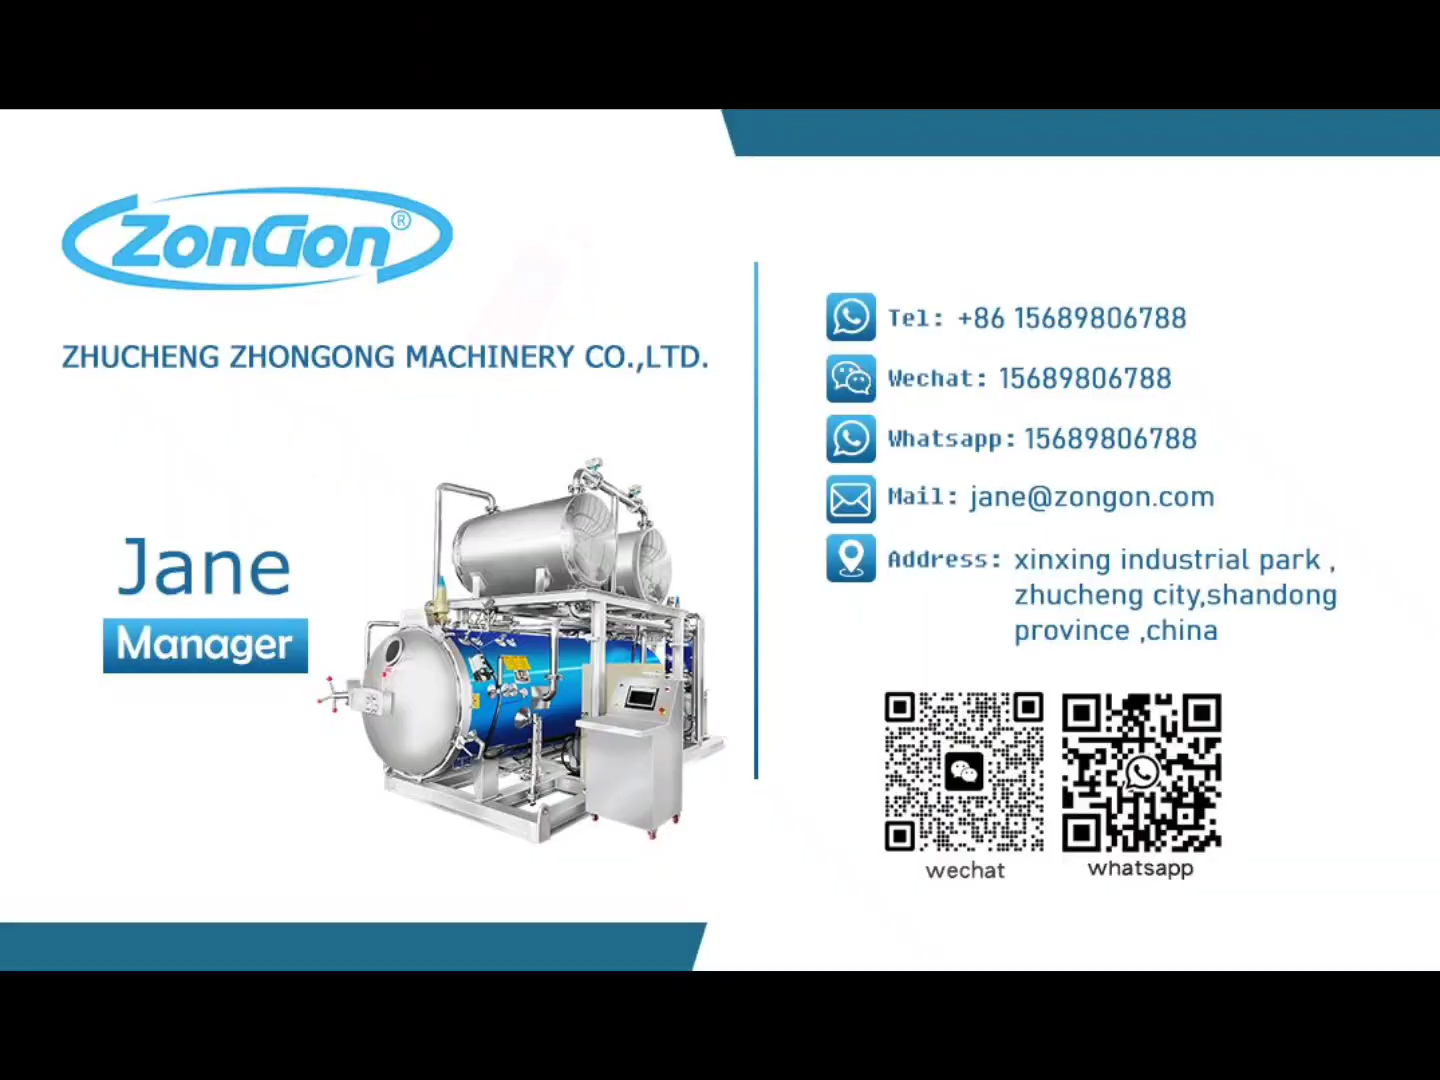 ZonGon®
ZHUCHENG ZHONGONG MACHINERY CO.,LTD.
Jane
Manager
Tel: +86 15689806788
Wechat: 15689806788
Whatsapp: 15689806788
Mail: jane@zongon.com
Address: xinxing industrial park ,
zhucheng city,shandong
province ,china
wechat
whatsapp